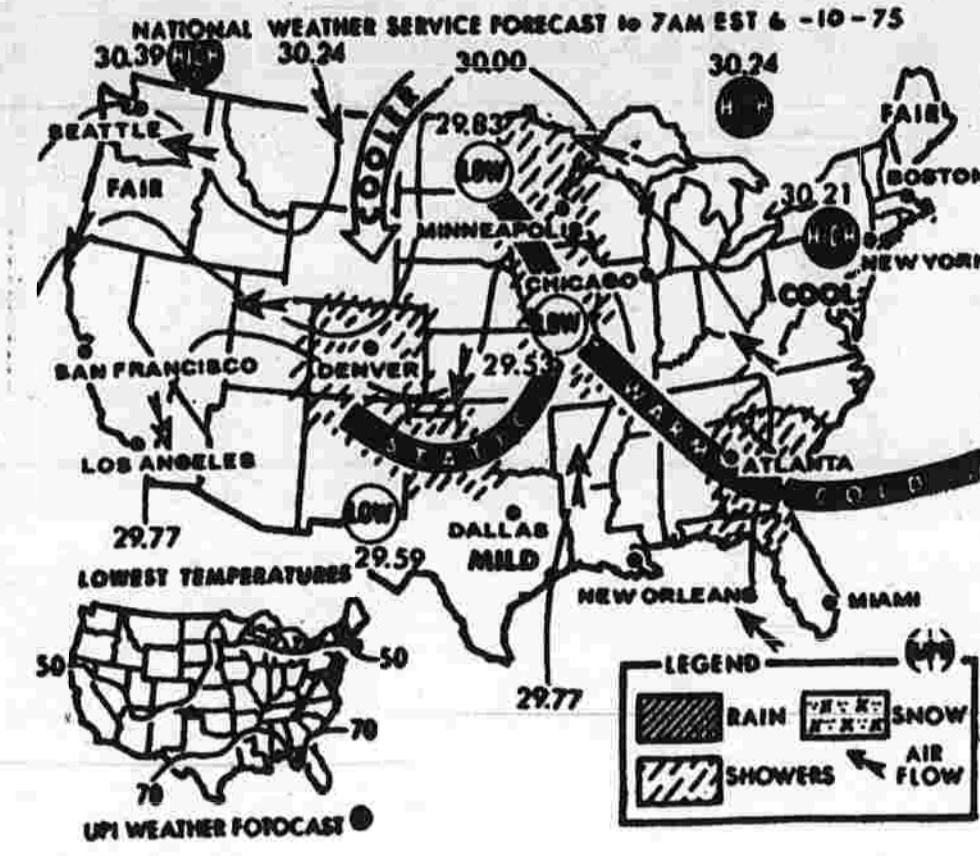 NATIONAL WEATHER SERVICE FORECAST to 7AM EST 6 -10 - 75
30.39 HIGH 30.24 30.00 30.24
HIGH
SEATTLE
FAIR
COOLER
29.83
LOW
FAIR
BOSTON
30.21
HIGH
MINNEAPOLIS
NEW YORK
CHICAGO
COOL
LOW
SAN FRANCISCO
DENVER
29.53
WARM
STATIC
LOS ANGELES
ATLANTA
COLD
LOW
29.77
DALLAS
MILD
29.59
NEW ORLEANS
MIAMI
LOWEST TEMPERATURES
50
50
70
70
29.77
UPI
LEGEND
RAIN
SNOW
SHOWERS
AIR
FLOW
UPI WEATHER FOTOCAST